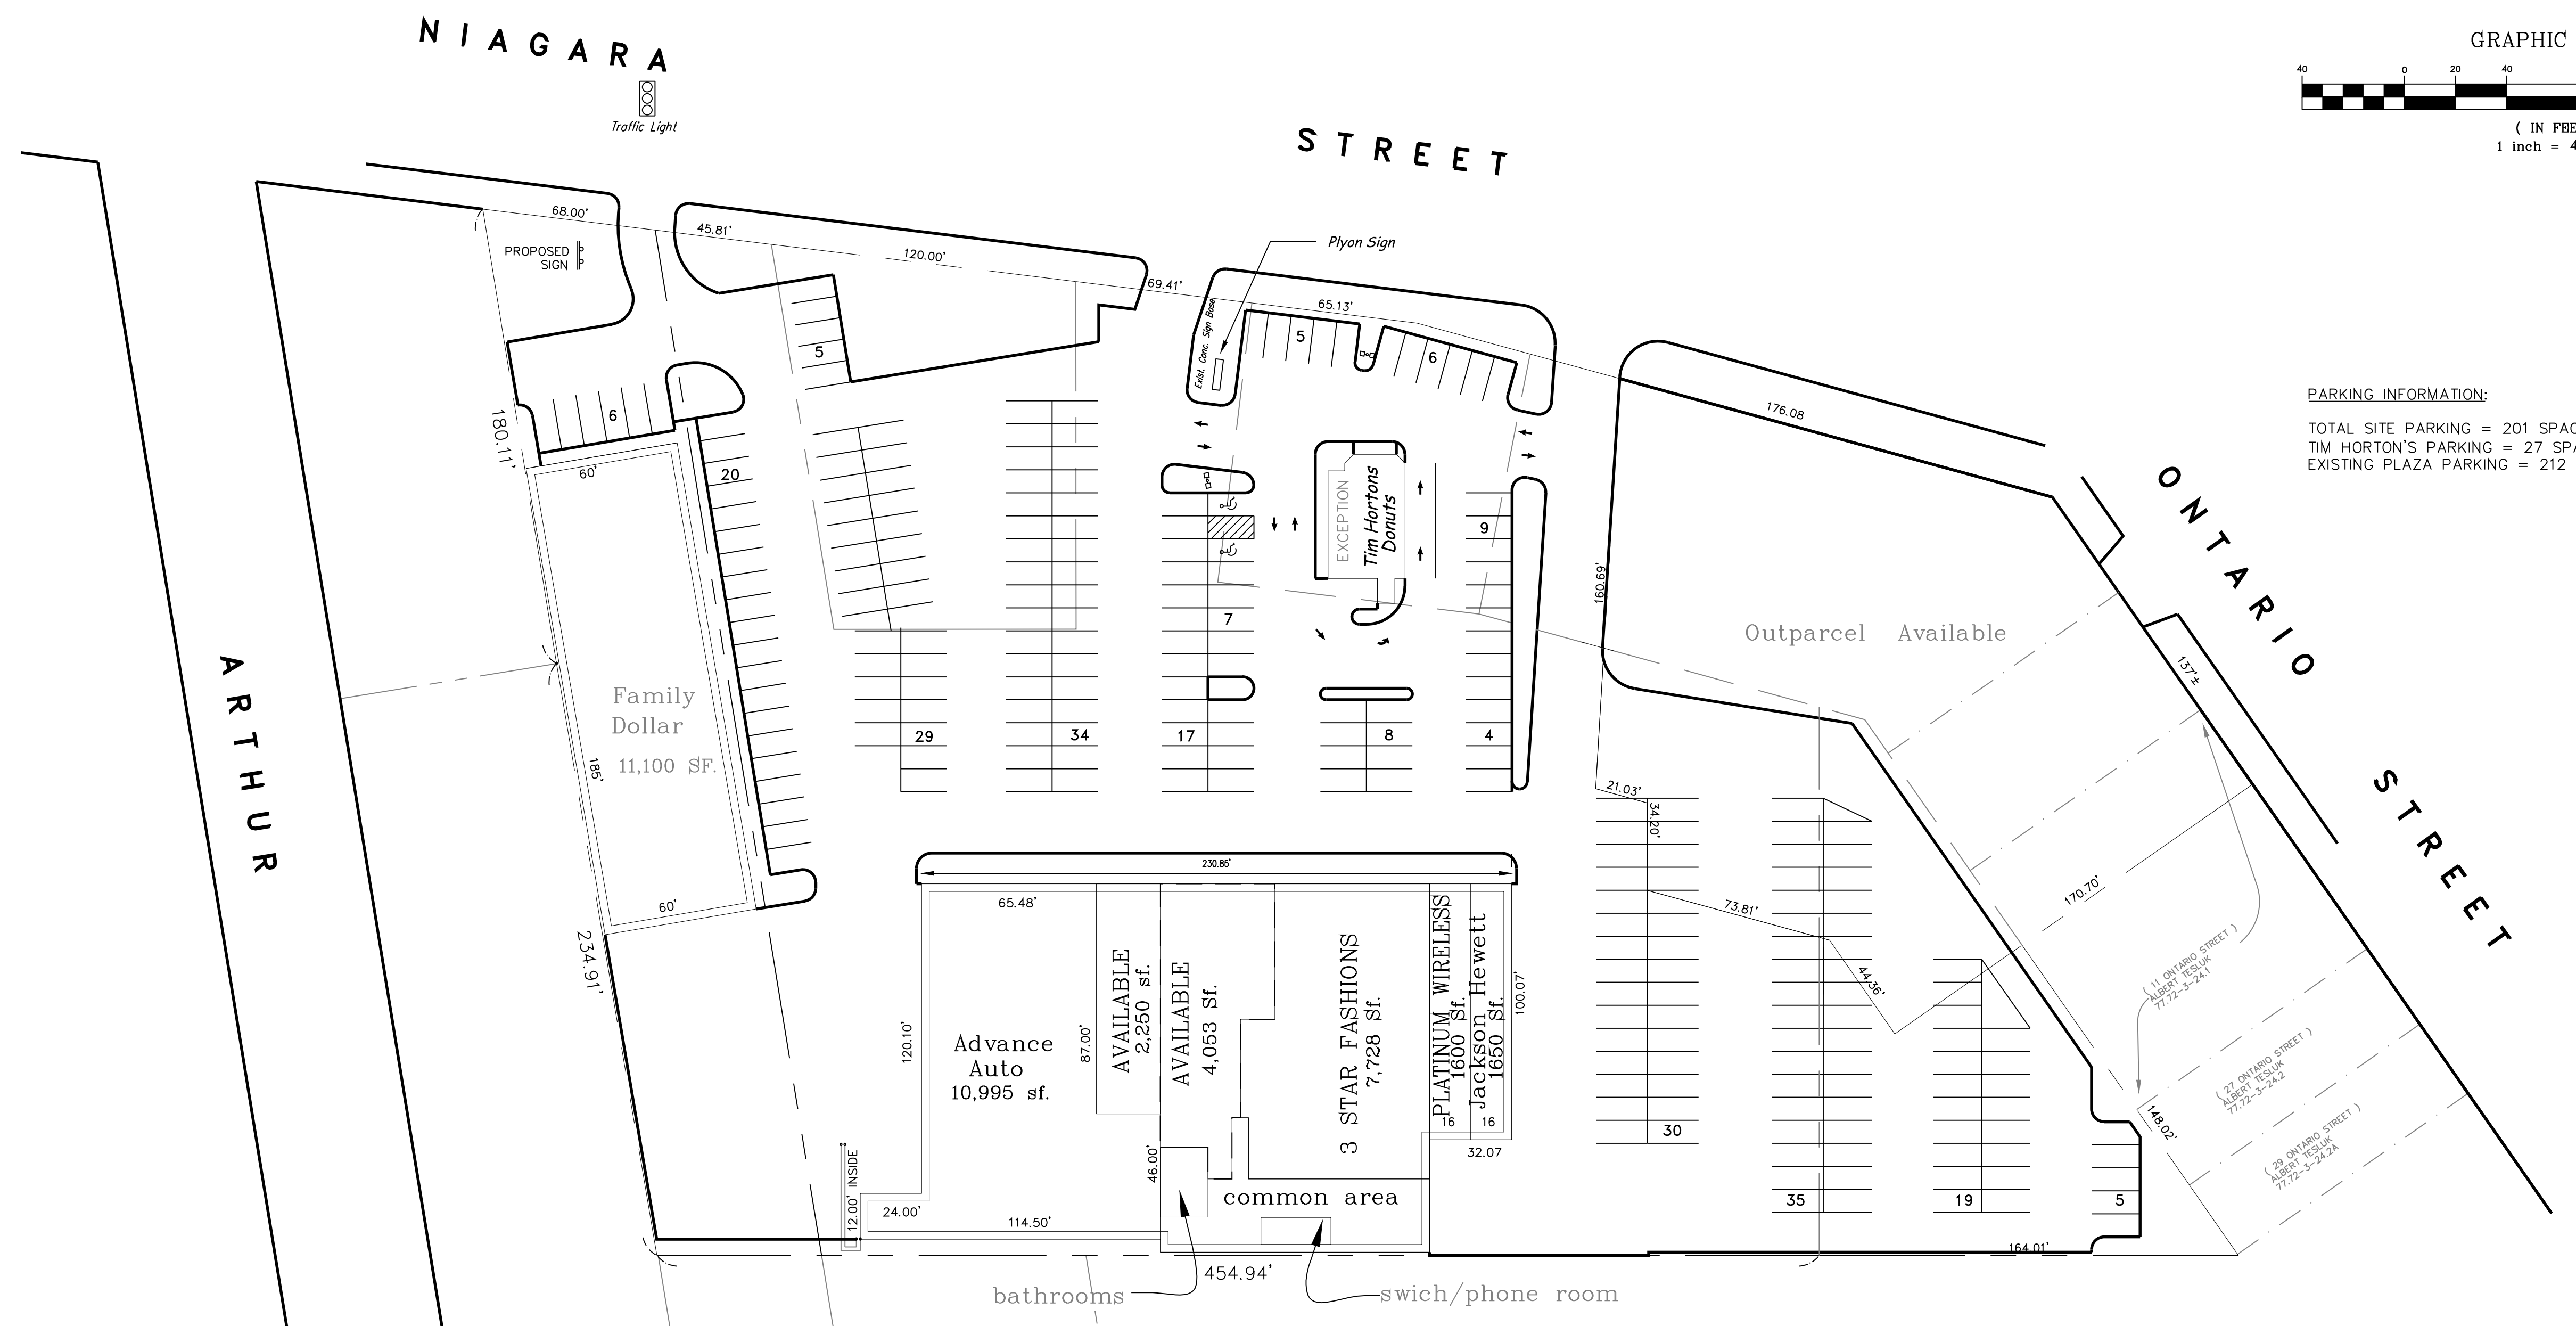 NIAGARA
STREET
Traffic Light
GRAPHIC
40 0 20 40
( IN FEE
1 inch = 4
PARKING INFORMATION:
TOTAL SITE PARKING = 201 SPAC
TIM HORTON'S PARKING = 27 SPA
EXISTING PLAZA PARKING = 212
ONTARIO
STREET
ARTHUR
68.00'
45.81'
120.00'
69.41'
65.13'
176.08
PROPOSED
SIGN
Plyon Sign
Exist. Conc. Sign Base
5
5
6
6
180.11'
60'
20
EXCEPTION
Tim Hortons
Donuts
9
7
160.69'
Outparcel Available
137'±
Family
Dollar
11,100 SF.
185'
29
34
17
8
4
21.03'
34.20'
60'
234.91'
230.85'
65.48'
120.10'
87.00'
Advance
Auto
10,995 sf.
AVAILABLE
2,250 sf.
AVAILABLE
4,053 Sf.
3 STAR FASHIONS
7,728 Sf.
PLATINUM WIRELESS
1600 Sf.
Jackson Hewett
1650 Sf.
100.07'
16
16
32.07
73.81'
44.36'
170.70'
( 11 ONTARIO STREET )
ALBERT TESLUK
77.72-3-24.1
( 27 ONTARIO STREET )
ALBERT TESLUK
77.72-3-24.2
( 29 ONTARIO STREET )
ALBERT TESLUK
77.72-3-24.2A
148.02'
30
35
19
5
12.00' INSIDE
24.00'
114.50'
46.00'
common area
164.01'
454.94'
bathrooms
swich/phone room